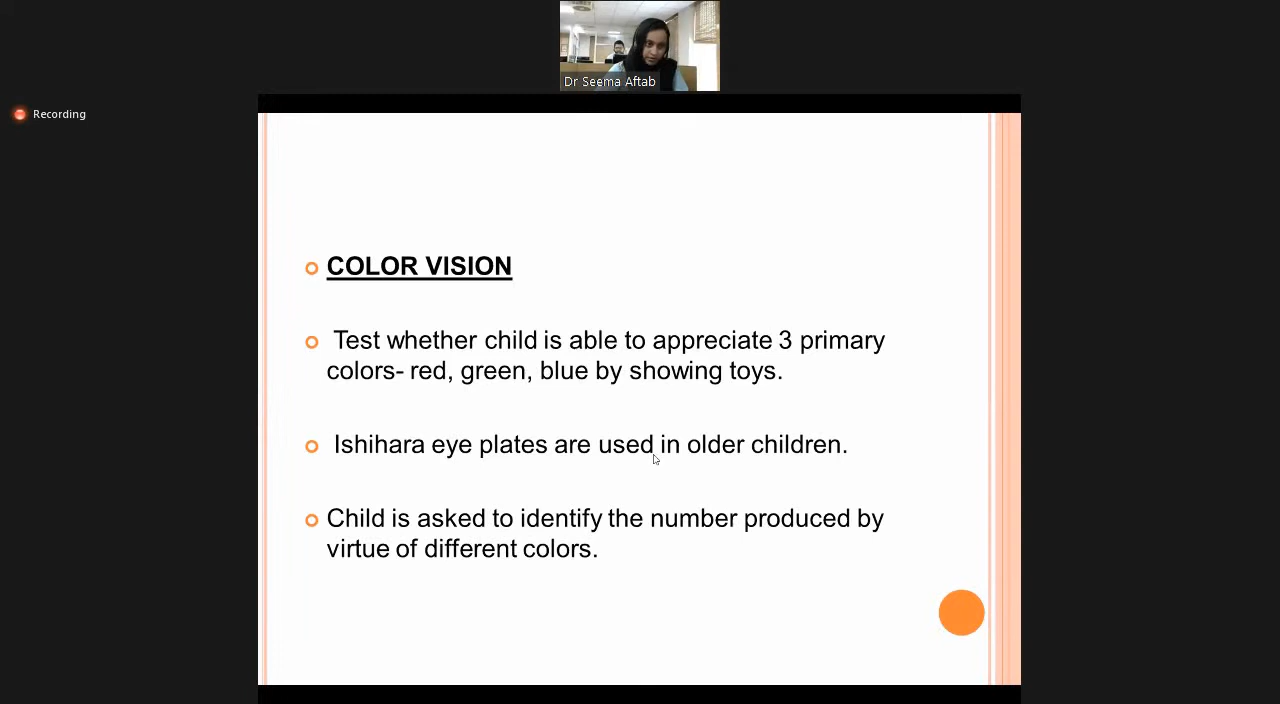 Dr Seema Aftab
Recording
COLOR VISION
Test whether child is able to appreciate 3 primary
colors- red, green, blue by showing toys.
Ishihara eye plates are used in older children.
Child is asked to identify the number produced by
virtue of different colors.